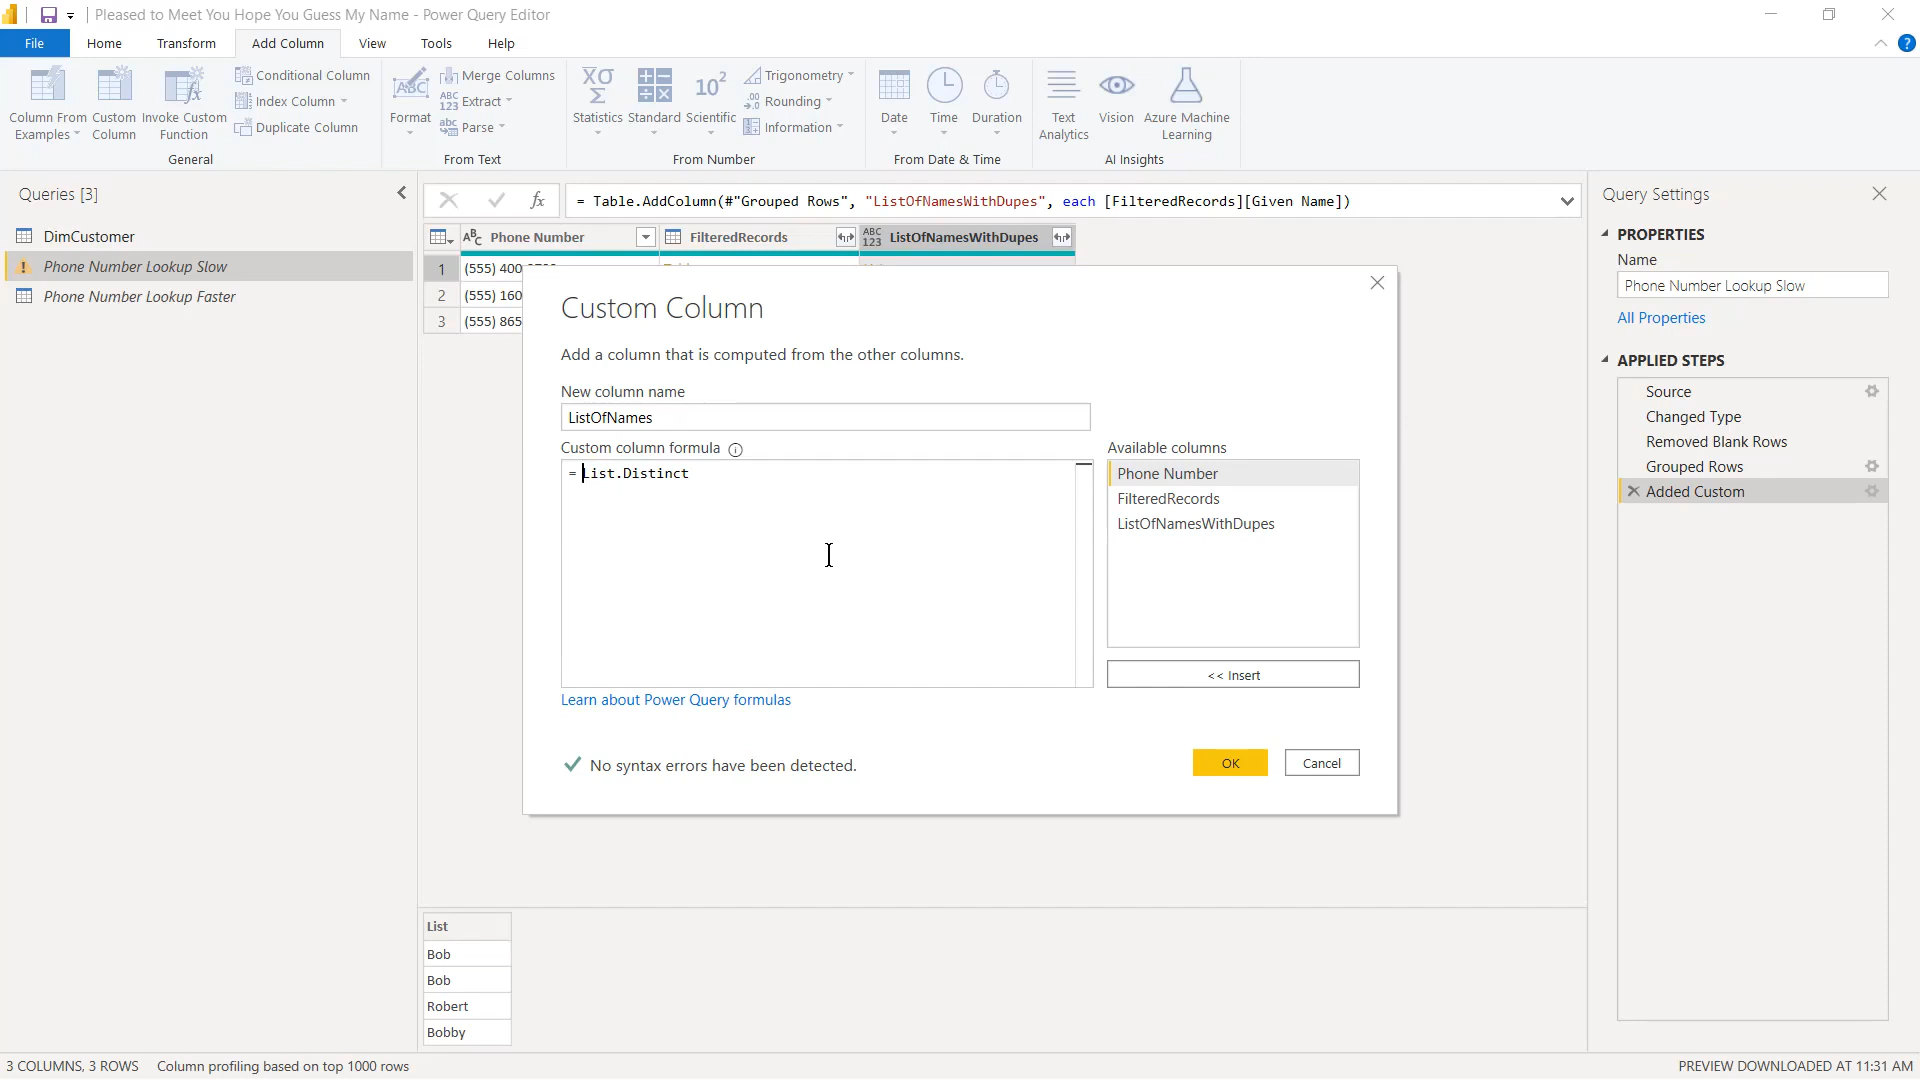 Pleased to Meet You Hope You Guess My Name - Power Query Editor
File Home Transform Add Column View Tools Help
Column From Examples
Custom Column
Invoke Custom Function
Conditional Column
Index Column
Duplicate Column
General
Format
Merge Columns
Extract
Parse
From Text
Statistics
Standard
Scientific
Trigonometry
Rounding
Information
From Number
Date
Time
Duration
From Date & Time
Text Analytics
Vision
Azure Machine Learning
AI Insights
Queries [3]
DimCustomer
Phone Number Lookup Slow
Phone Number Lookup Faster
= Table.AddColumn(#"Grouped Rows", "ListOfNamesWithDupes", each [FilteredRecords][Given Name])
Phone Number FilteredRecords ListOfNamesWithDupes
1 (555) 400
2 (555) 160
3 (555) 865
Custom Column
Add a column that is computed from the other columns.
New column name
ListOfNames
Custom column formula
= List.Distinct
Available columns
Phone Number
FilteredRecords
ListOfNamesWithDupes
<< Insert
Learn about Power Query formulas
No syntax errors have been detected.
OK
Cancel
List
Bob
Bob
Robert
Bobby
Query Settings
PROPERTIES
Name
Phone Number Lookup Slow
All Properties
APPLIED STEPS
Source
Changed Type
Removed Blank Rows
Grouped Rows
Added Custom
3 COLUMNS, 3 ROWS Column profiling based on top 1000 rows
PREVIEW DOWNLOADED AT 11:31 AM